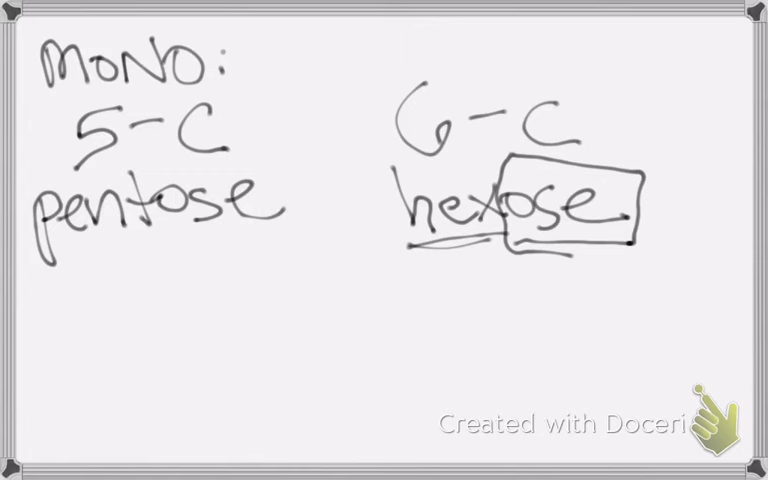 MONO:
5-C
6-C
pentose
hexose
Created with Doceri